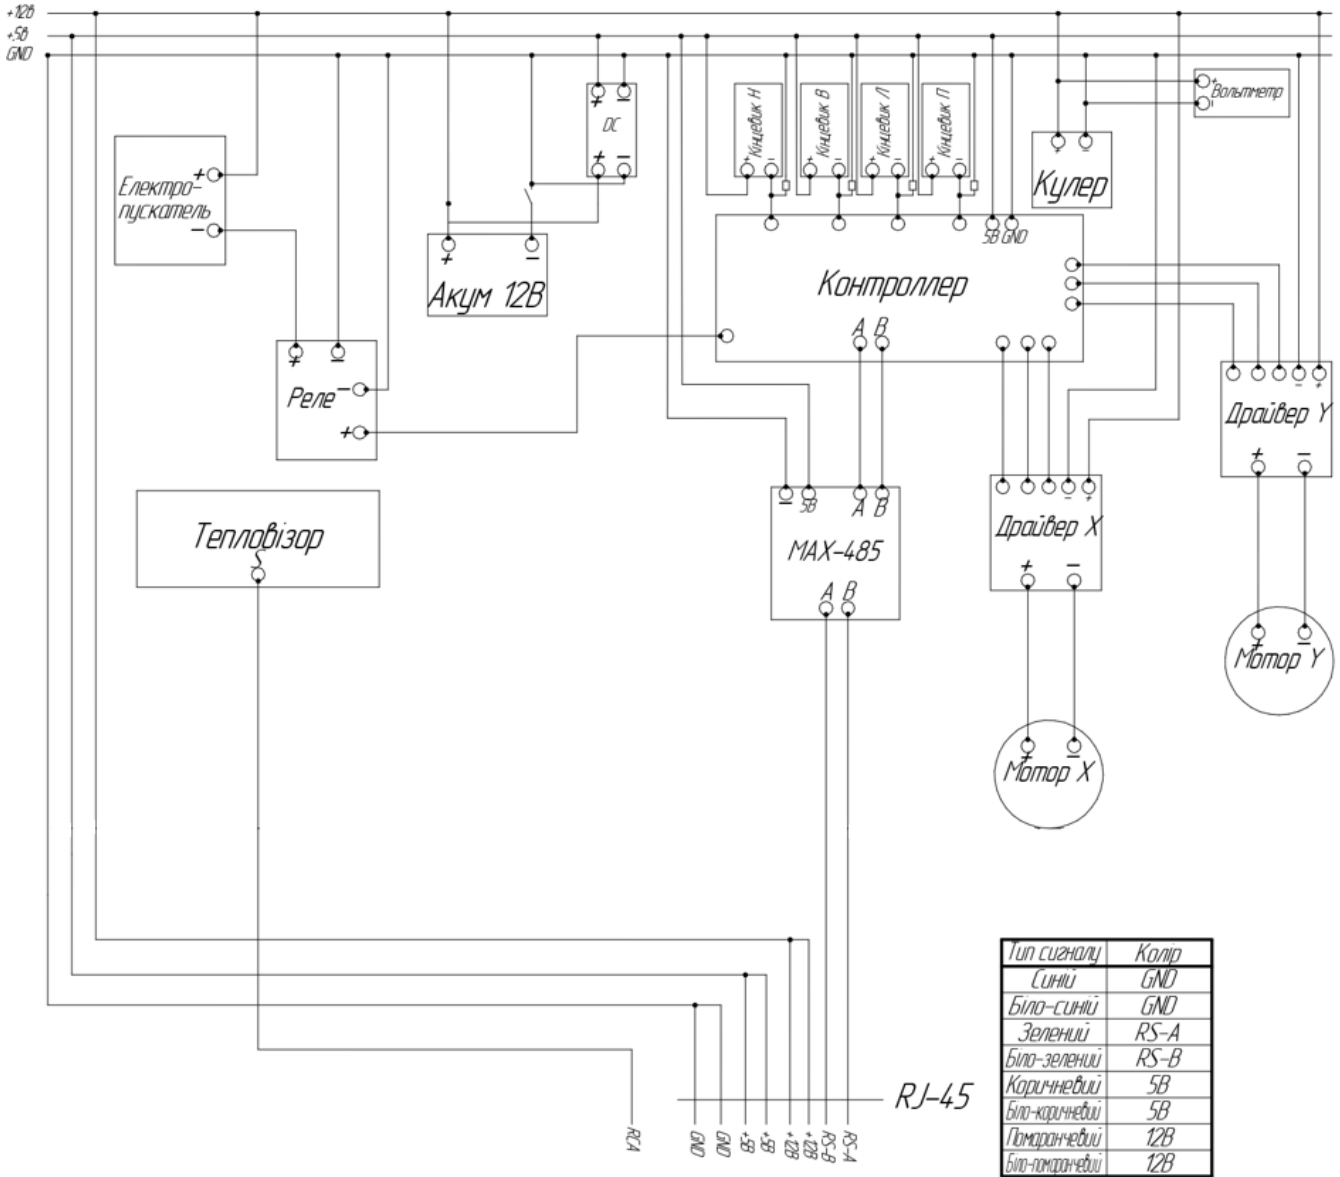 +12в
+5в
GND
+
-
DC
+
-
+ Кінцевик Н -
+ Кінцевик В -
+ Кінцевик Л -
+ Кінцевик П -
+
-
Вольтметр
+
-
Кулер
Електро-
пускатель
+
-
+
-
Акум 12В
5В GND
Контроллер
A B
+
-
Реле
-
+
- +
Драйвер Y
+ -
Тепловізор
- 5В A B
MAX-485
A B
- +
Драйвер X
+ -
+ -
Мотор Y
+ -
Мотор X
RJ-45
RCA
GND
GND
+5В
+5В
+12В
+12В
RS-B
RS-A
Тип сигналу Колір
Синій GND
Біло-синій GND
Зелений RS-A
Біло-зелений RS-B
Коричневий 5В
Біло-коричневий 5В
Помаранчевий 12В
Біло-помаранчевий 12В